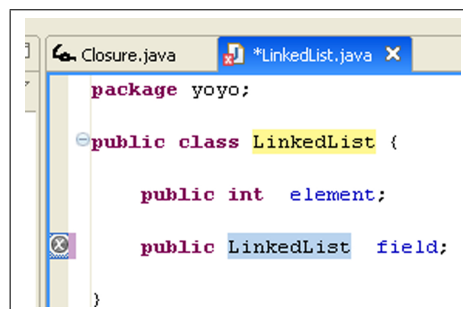 Closure.java *LinkedList.java
package yoyo;
public class LinkedList {
public int element;
public LinkedList field;
}